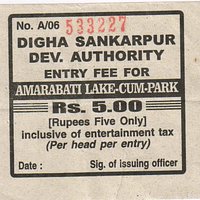 No. A/06 533227
DIGHA SANKARPUR
DEV. AUTHORITY
ENTRY FEE FOR
AMARABATI LAKE-CUM-PARK
Rs. 5.00
[Rupees Five Only]
inclusive of entertainment tax
(Per head per entry)
Date : Sig. of issuing officer